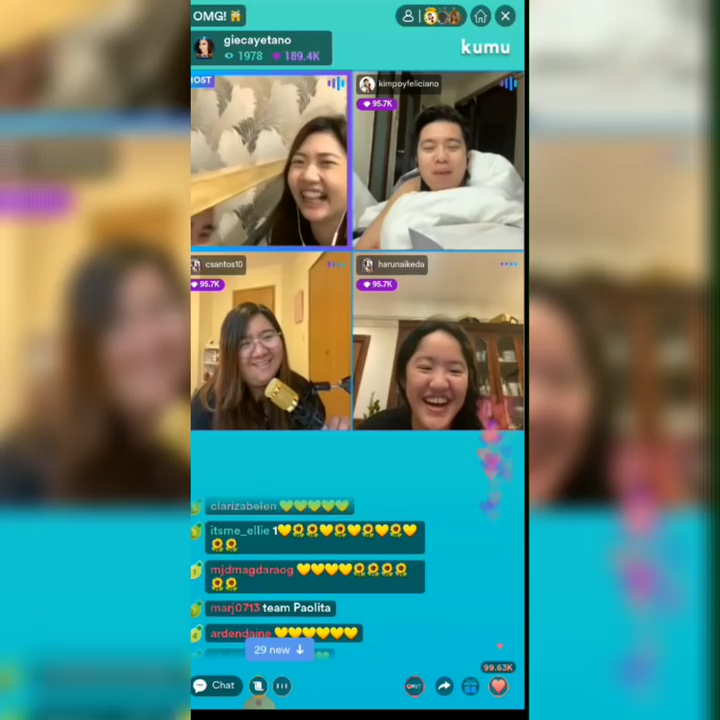 OMG!
giecayetano
1978 189.4K
kumu
HOST
kimpoyfeliciano
95.7K
csantos10
95.7K
harunaikeda
95.7K
clarizabelen 💚💚💚💚💚
itsme_ellie 1💛🌻🌻💛🌻💛🌻💛🌻💛
🌻🌻
mjdmagdaraog 💛💛💛💛🌻🌻🌻🌻
🌻🌻
marj0713 team Paolita
ardendaine 💛💛💛💛💛💛
29 new ↓
99.63K
Chat